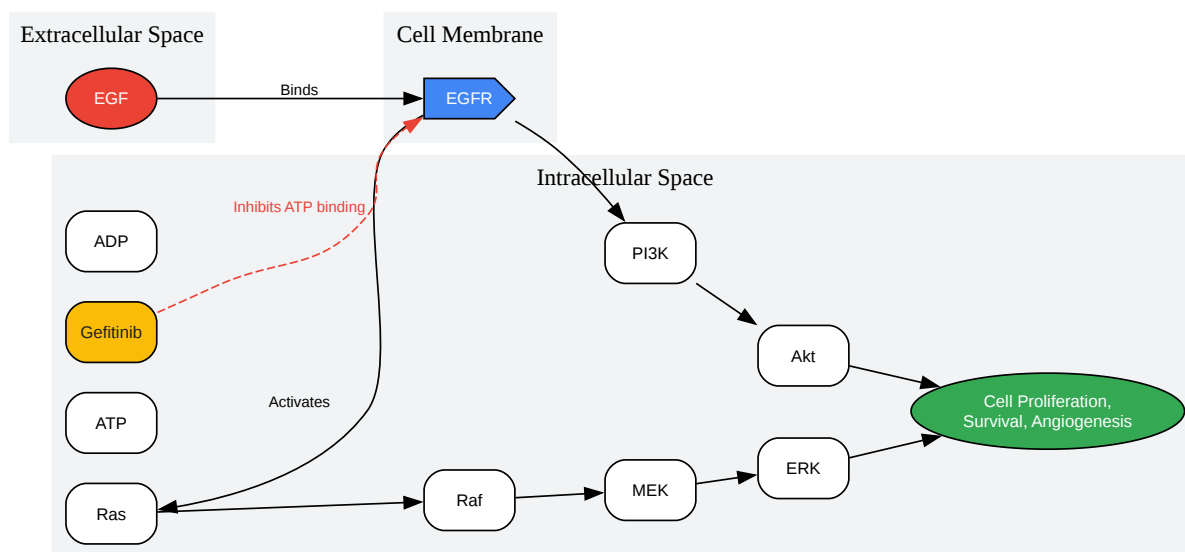 Extracellular Space
Cell Membrane
EGF
Binds
EGFR
Intracellular Space
Inhibits ATP binding
ADP
PI3K
Gefitinib
Akt
Activates
Cell Proliferation,
Survival, Angiogenesis
ATP
ERK
MEK
Raf
Ras